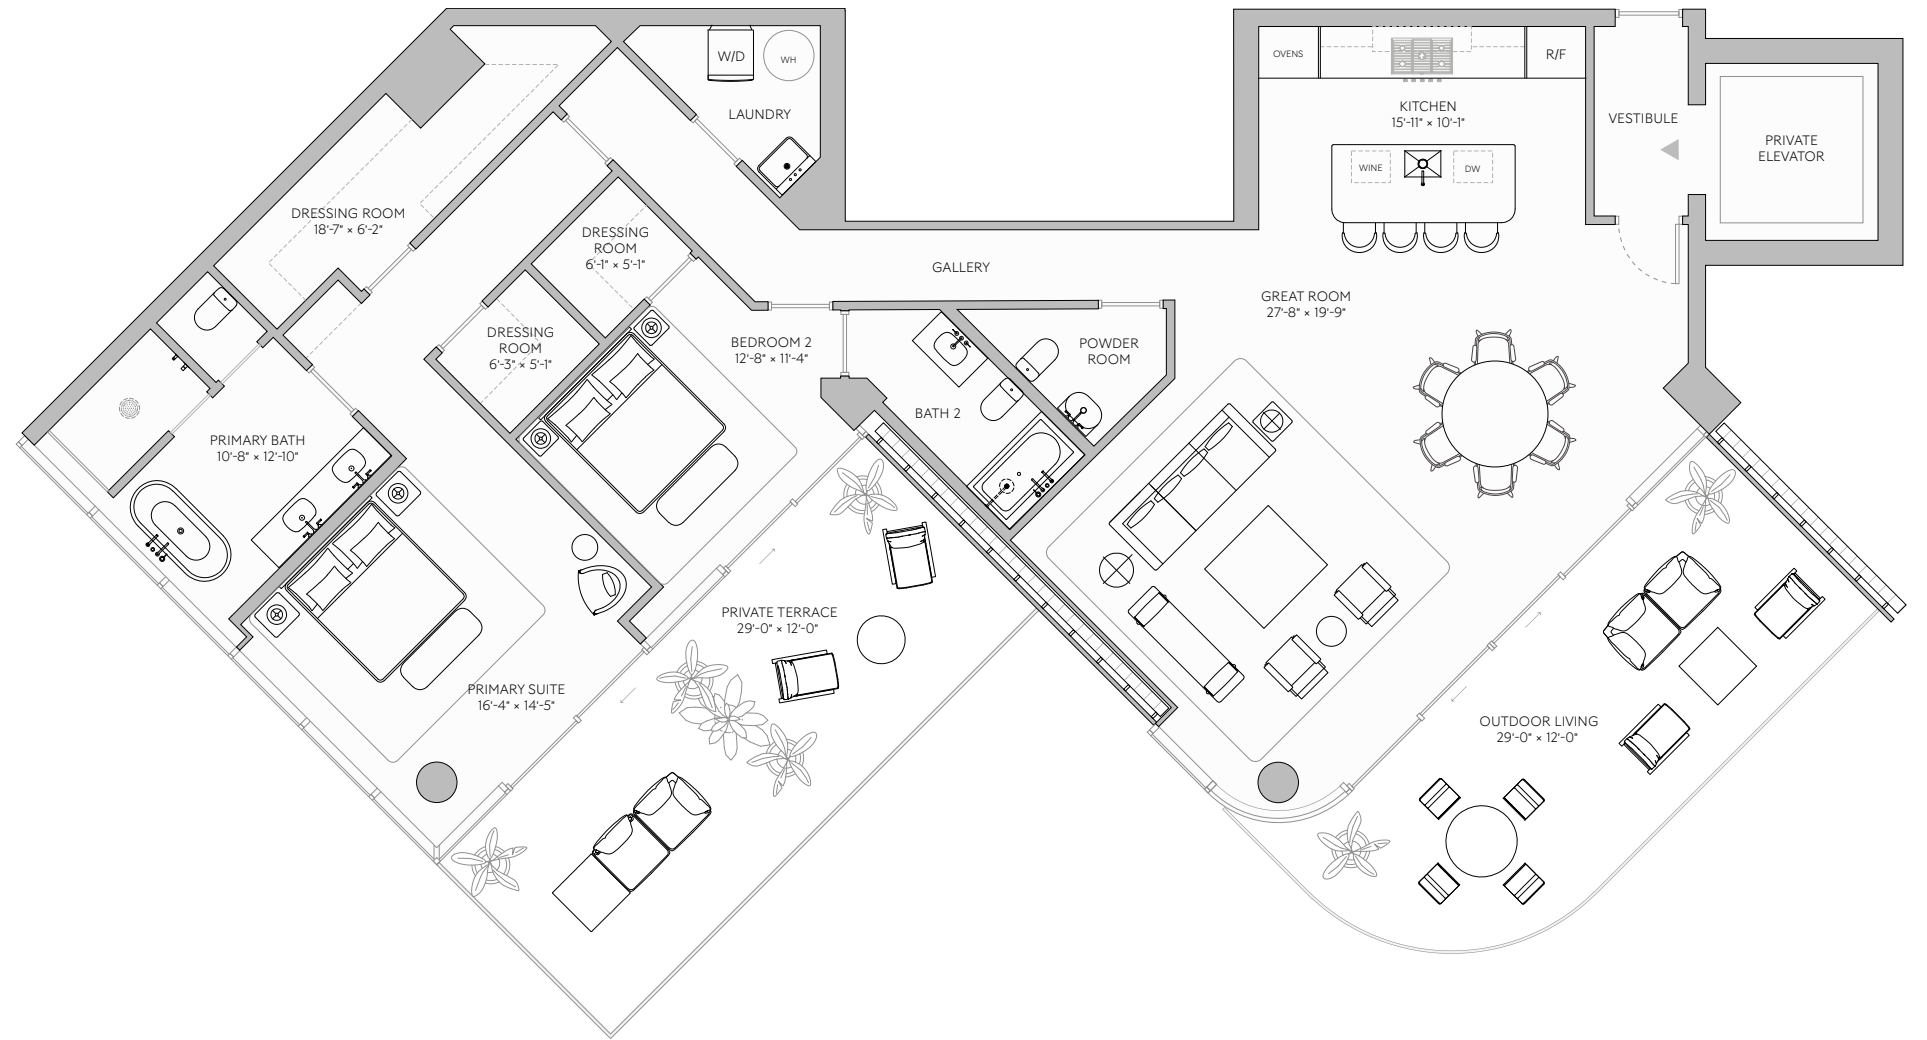 W/D
WH
LAUNDRY
OVENS
R/F
KITCHEN
15'-11" × 10'-1"
VESTIBULE
PRIVATE
ELEVATOR
WINE
DW
DRESSING ROOM
18'-7" × 6'-2"
DRESSING
ROOM
6'-1" × 5'-1"
GALLERY
GREAT ROOM
27'-8" × 19'-9"
DRESSING
ROOM
6'-3" × 5'-1"
BEDROOM 2
12'-8" × 11'-4"
POWDER
ROOM
BATH 2
PRIMARY BATH
10'-8" × 12'-10"
PRIVATE TERRACE
29'-0" × 12'-0"
PRIMARY SUITE
16'-4" × 14'-5"
OUTDOOR LIVING
29'-0" × 12'-0"